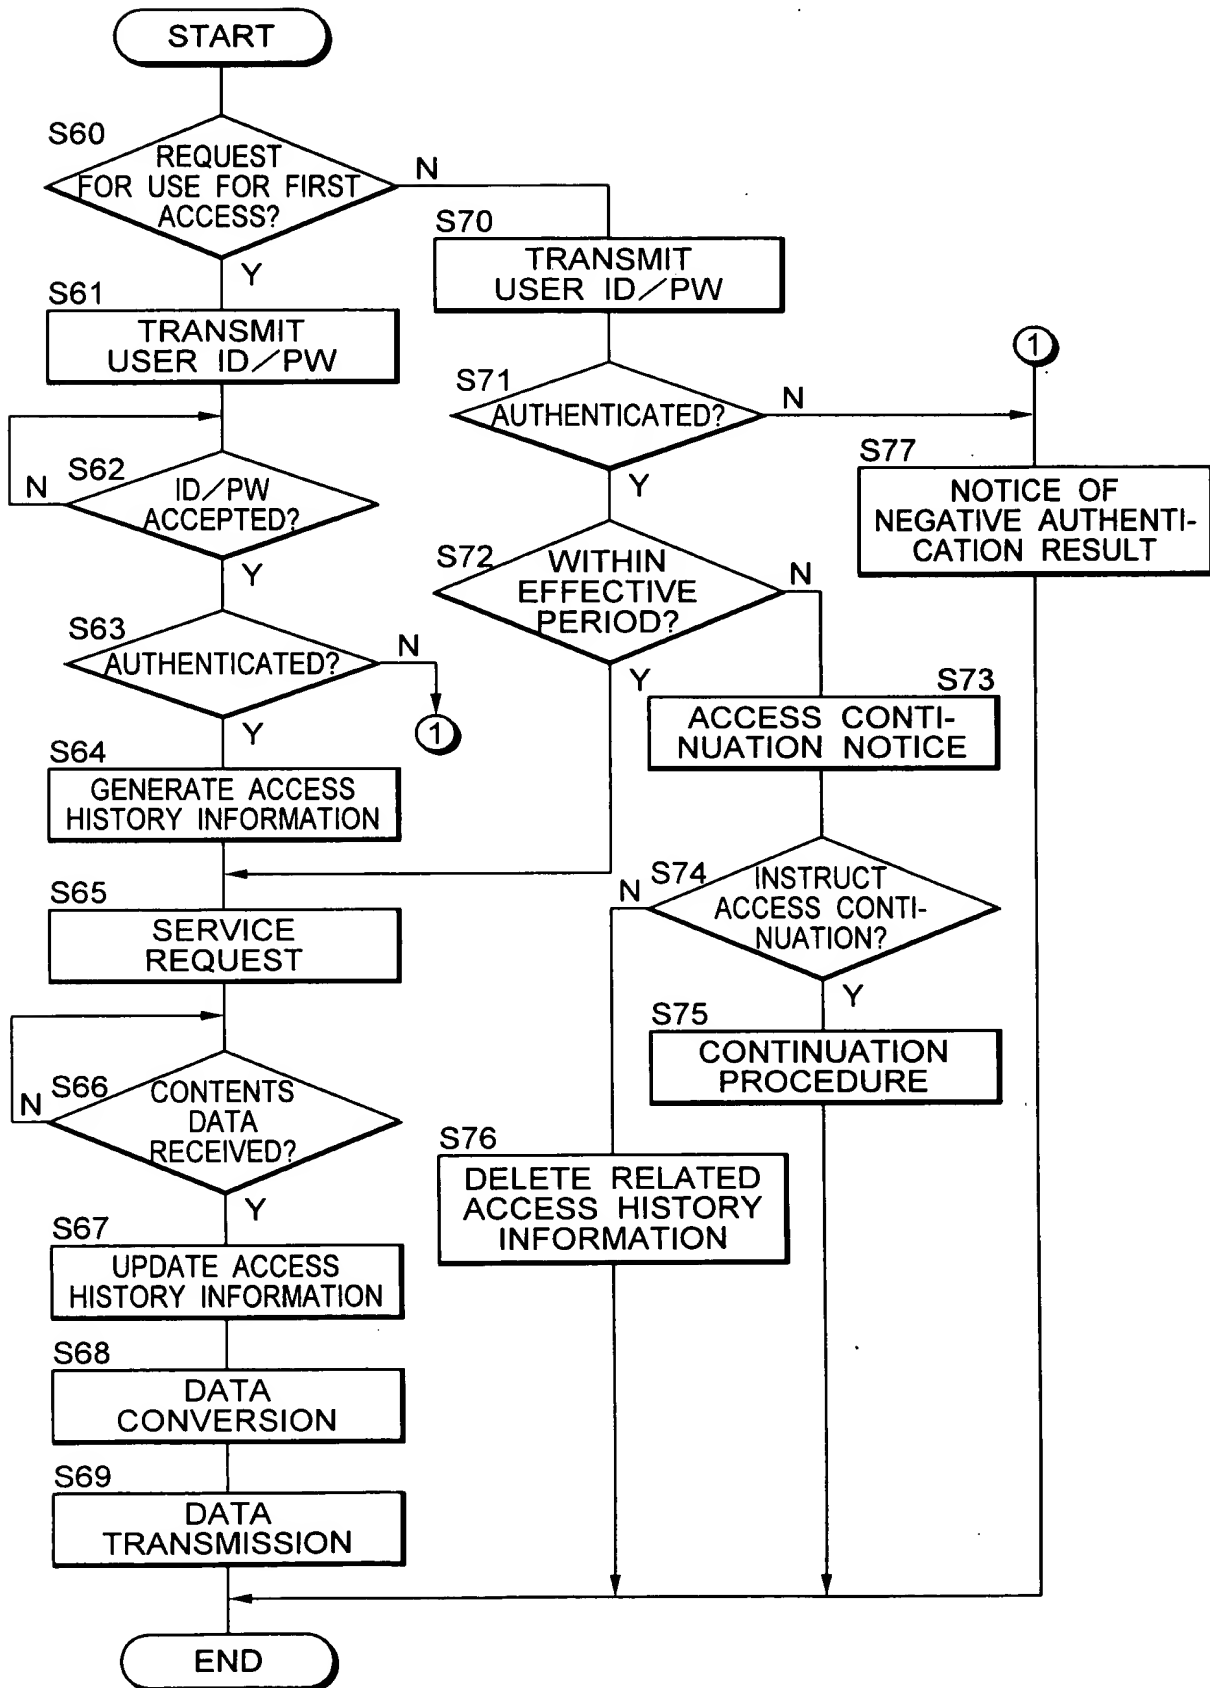 START
S60
REQUEST
FOR USE FOR FIRST
ACCESS?
N
Y
S61
TRANSMIT
USER ID/PW
S62
N
ID/PW
ACCEPTED?
Y
S63
AUTHENTICATED?
N
1
Y
S64
GENERATE ACCESS
HISTORY INFORMATION
S65
SERVICE
REQUEST
S66
N
CONTENTS
DATA
RECEIVED?
Y
S67
UPDATE ACCESS
HISTORY INFORMATION
S68
DATA
CONVERSION
S69
DATA
TRANSMISSION
END
S70
TRANSMIT
USER ID/PW
S71
AUTHENTICATED?
N
Y
S72
WITHIN
EFFECTIVE
PERIOD?
N
Y
S73
ACCESS CONTI-
NUATION NOTICE
S74
N
INSTRUCT
ACCESS CONTI-
NUATION?
Y
S75
CONTINUATION
PROCEDURE
S76
DELETE RELATED
ACCESS HISTORY
INFORMATION
1
S77
NOTICE OF
NEGATIVE AUTHENTI-
CATION RESULT